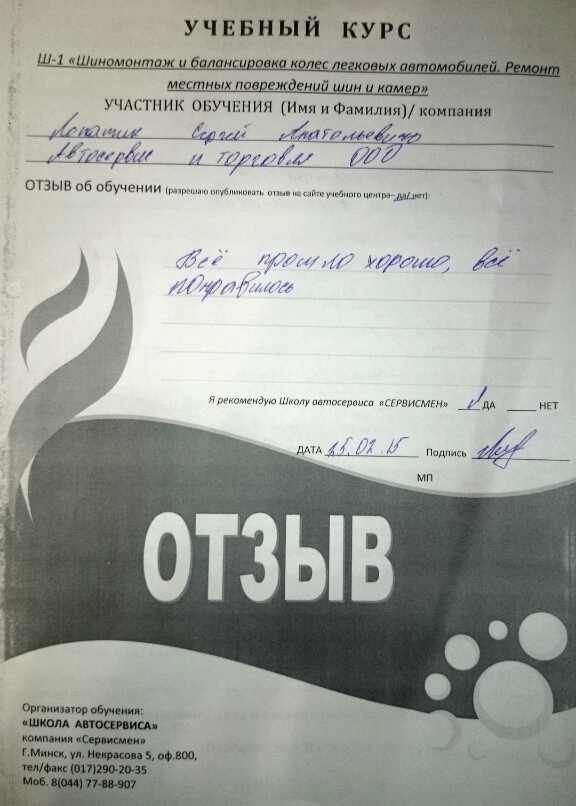 УЧЕБНЫЙ КУРС
Ш-1 «Шиномонтаж и балансировка колес легковых автомобилей. Ремонт
местных повреждений шин и камер»
УЧАСТНИК ОБУЧЕНИЯ (Имя и Фамилия)/ компания
Лопатик Сергей Анатольевич
Автосервис и торговля ООО
ОТЗЫВ об обучении (разрешаю опубликовать отзыв на сайте учебного центра– да/ нет):
Всё прошло хорошо, всё
понравилось
Я рекомендую Школу автосервиса «СЕРВИСМЕН» ДА НЕТ
ДАТА 25.02.15 Подпись
МП
ОТЗЫВ
Организатор обучения:
«ШКОЛА АВТОСЕРВИСА»
компания «Сервисмен»
Г.Минск, ул. Некрасова 5, оф.800,
тел/факс (017)290-20-35
Моб. 8(044) 77-88-907